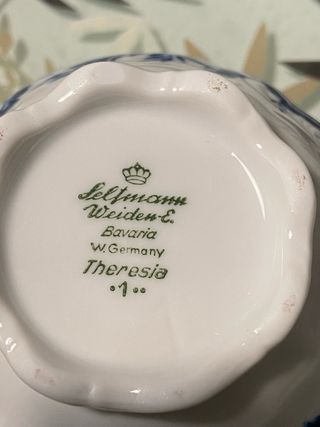 Seltmann
Weiden-E.
Bavaria
W.Germany
Theresia
•1••